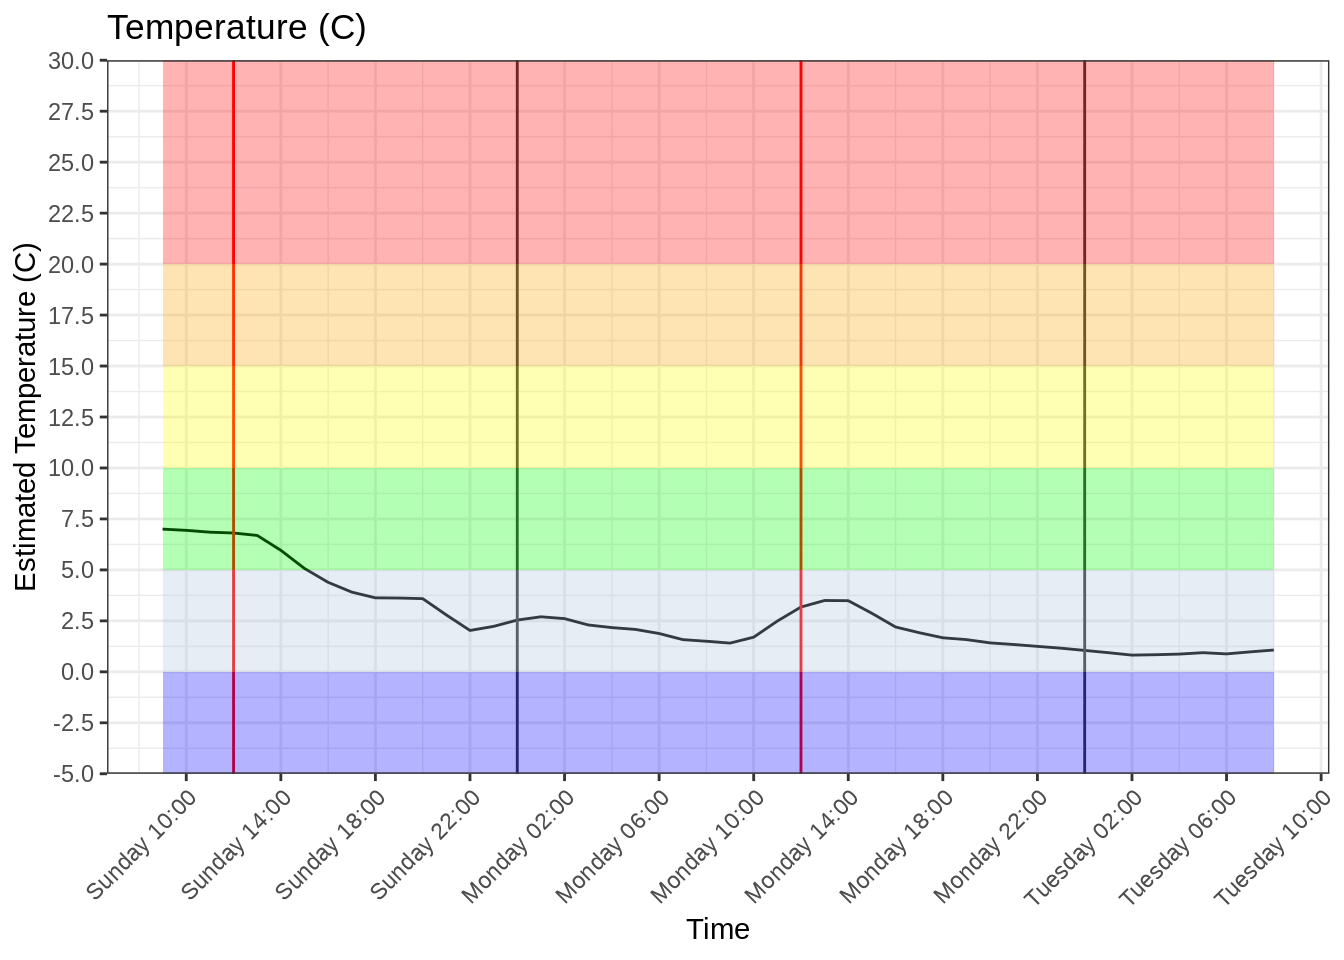 Temperature (C)
Estimated Temperature (C)
30.0
27.5
25.0
22.5
20.0
17.5
15.0
12.5
10.0
7.5
5.0
2.5
0.0
-2.5
-5.0
Sunday 10:00
Sunday 14:00
Sunday 18:00
Sunday 22:00
Monday 02:00
Monday 06:00
Monday 10:00
Monday 14:00
Monday 18:00
Monday 22:00
Tuesday 02:00
Tuesday 06:00
Tuesday 10:00
Time